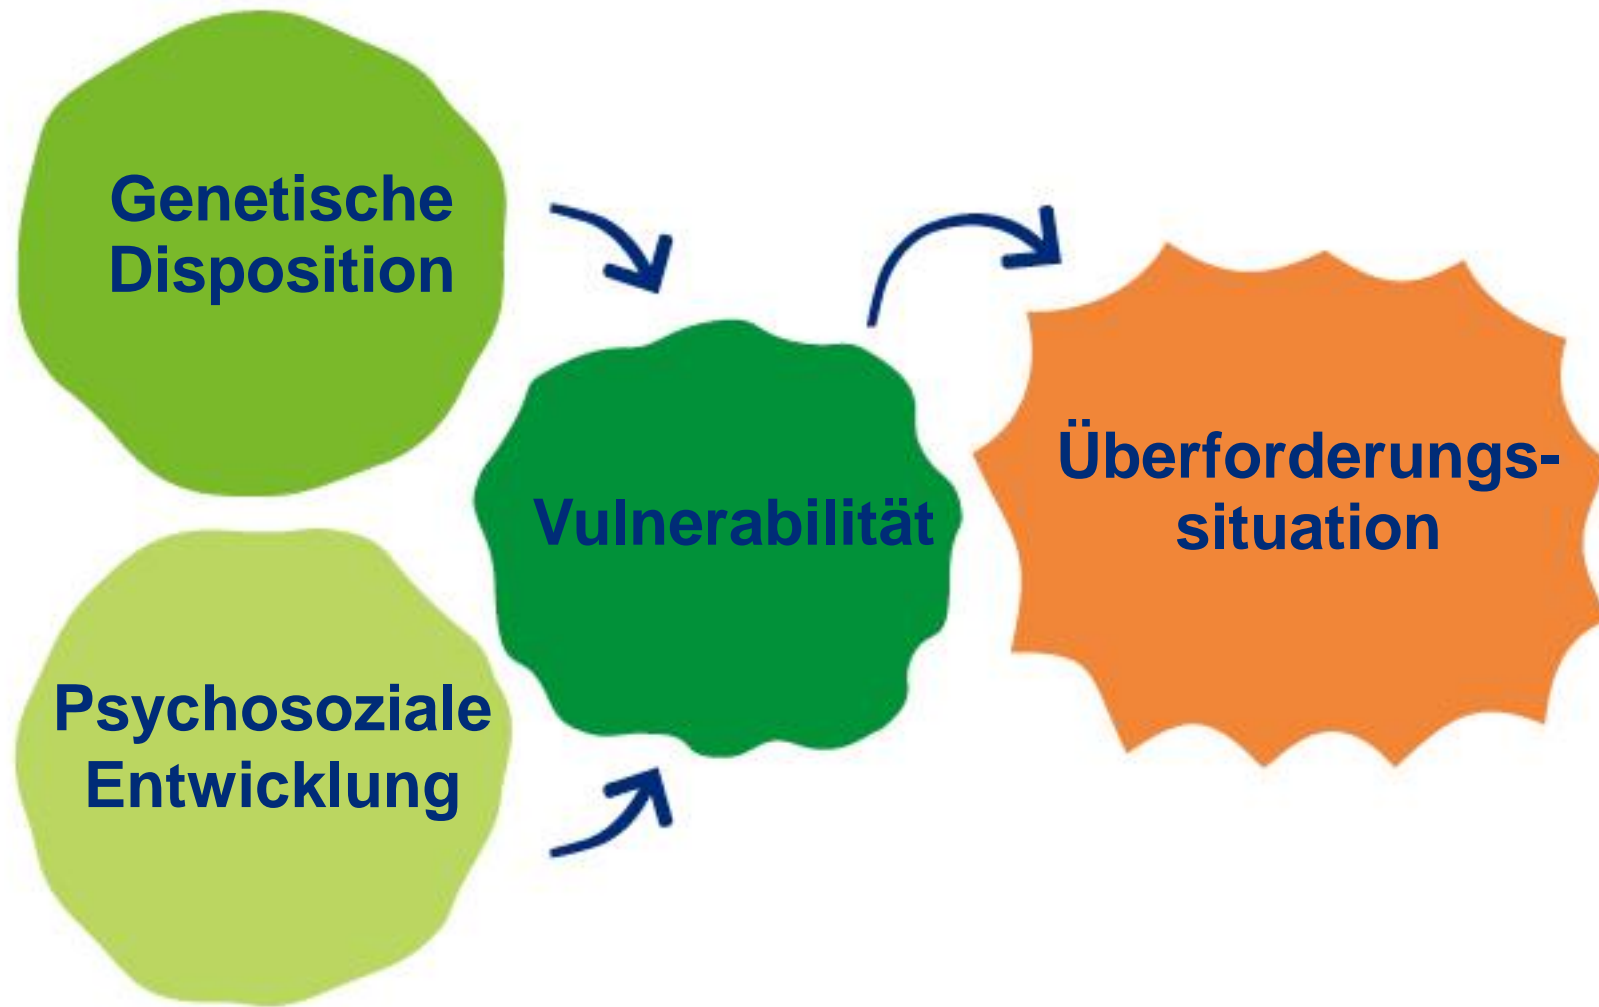 Genetische
Disposition
Psychosoziale
Entwicklung
Vulnerabilität
Überforderungs-
situation